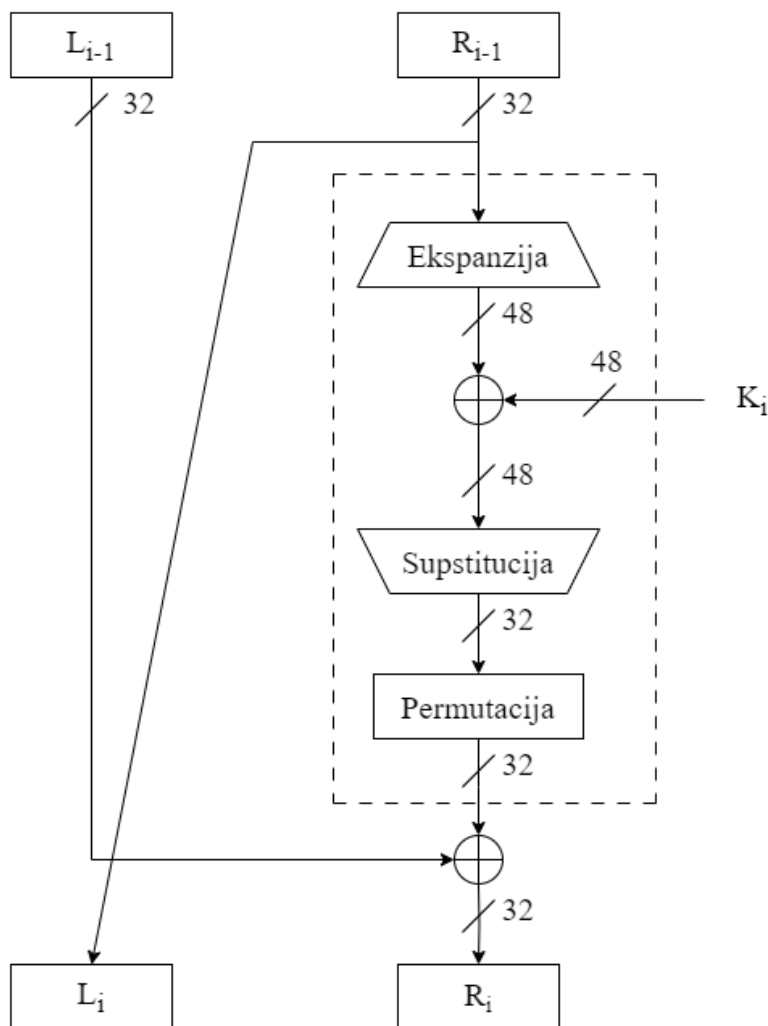 L_{i-1} R_{i-1}
32 32
Ekspanzija
48
48
K_i
48
Supstitucija
32
Permutacija
32
32
L_i R_i